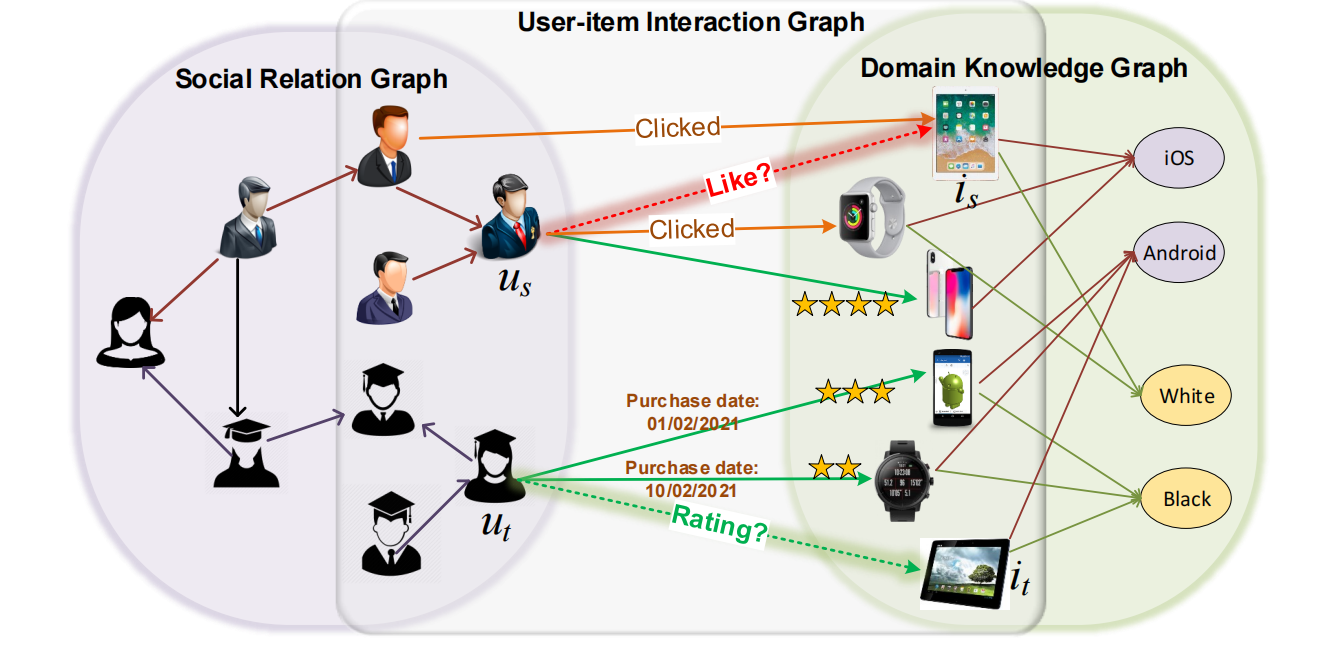 User-item Interaction Graph
Social Relation Graph
Domain Knowledge Graph
Clicked
Like?
Clicked
i_s
u_s
iOS
Android
Purchase date:
01/02/2021
Purchase date:
10/02/2021
Rating?
u_t
i_t
White
Black